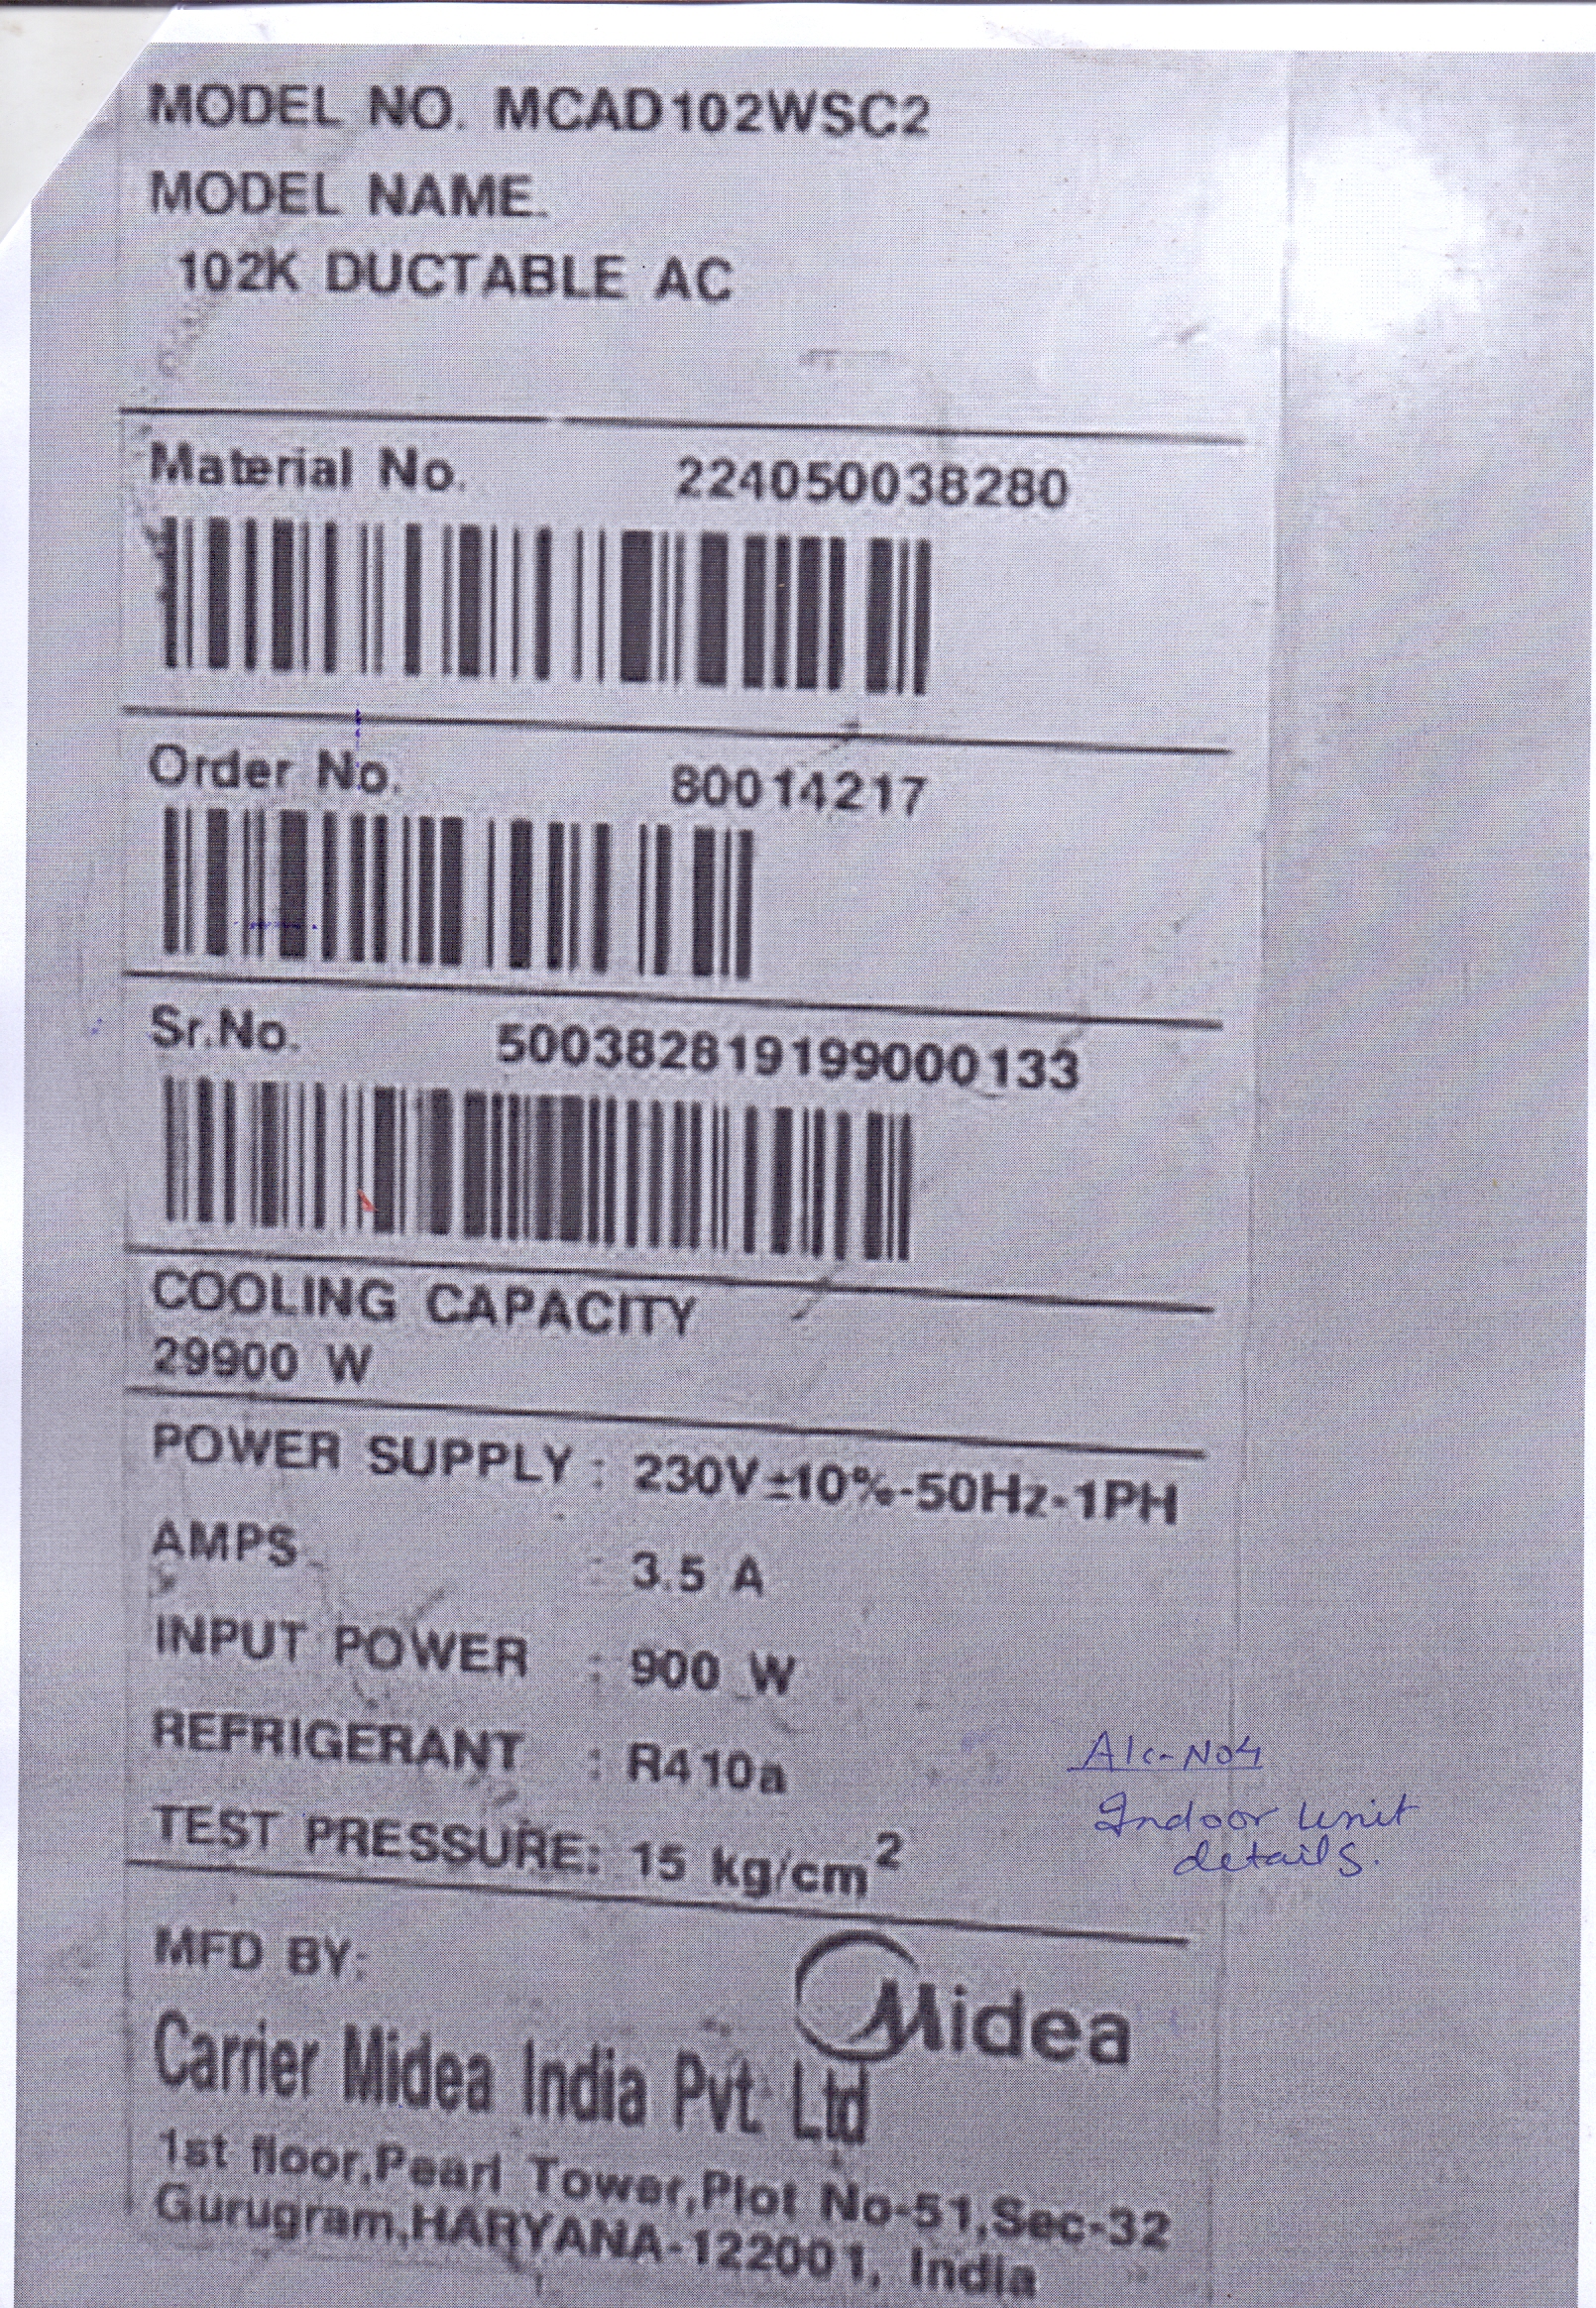 MODEL NO. MCAD102WSC2
MODEL NAME.
102K DUCTABLE AC
Material No. 224050038280
Order No. 80014217
Sr.No. 500382819199000133
COOLING CAPACITY
29900 W
POWER SUPPLY : 230V±10%-50Hz-1PH
AMPS : 3.5 A
INPUT POWER : 900 W
REFRIGERANT : R410a
A/c-No4
Indoor unit
details.
TEST PRESSURE: 15 kg/cm²
MFD BY:
Midea
Carrier Midea India Pvt. Ltd
1st floor,Pearl Tower,Plot No-51,Sec-32
Gurugram,HARYANA-122001, India